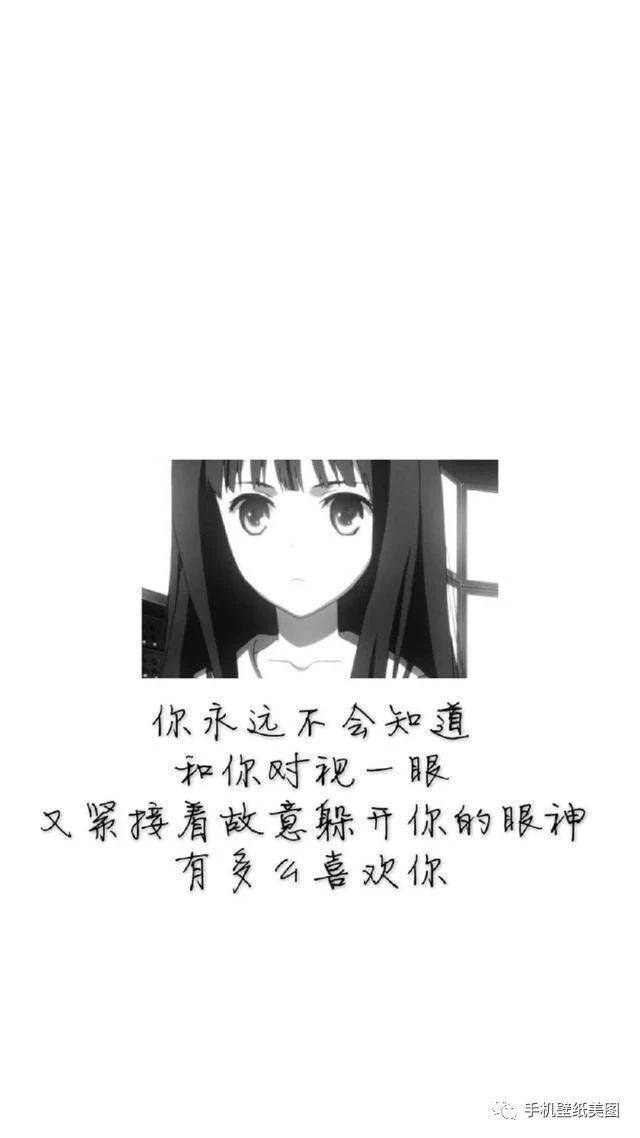 你永远不会知道
和你对视一眼
又紧接着故意躲开你的眼神
有多么喜欢你
手机壁纸美图